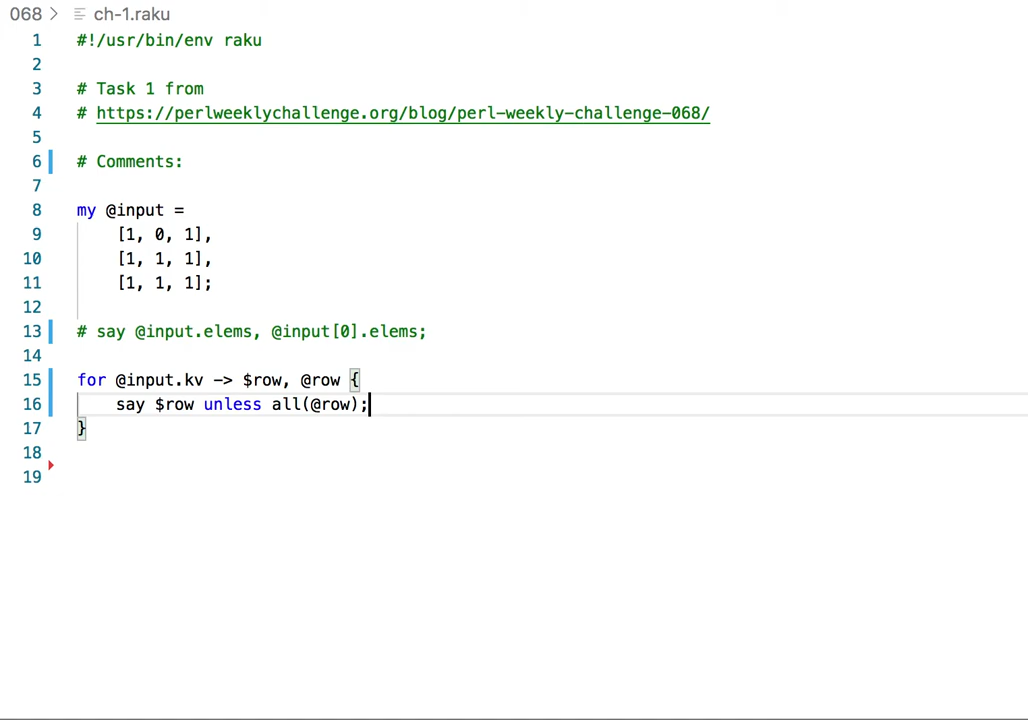 068 > ch-1.raku
1 #!/usr/bin/env raku
2
3 # Task 1 from
4 # https://perlweeklychallenge.org/blog/perl-weekly-challenge-068/
5
6 # Comments:
7
8 my @input =
9     [1, 0, 1],
10     [1, 1, 1],
11     [1, 1, 1];
12
13 # say @input.elems, @input[0].elems;
14
15 for @input.kv -> $row, @row {
16     say $row unless all(@row);
17 }
18
19